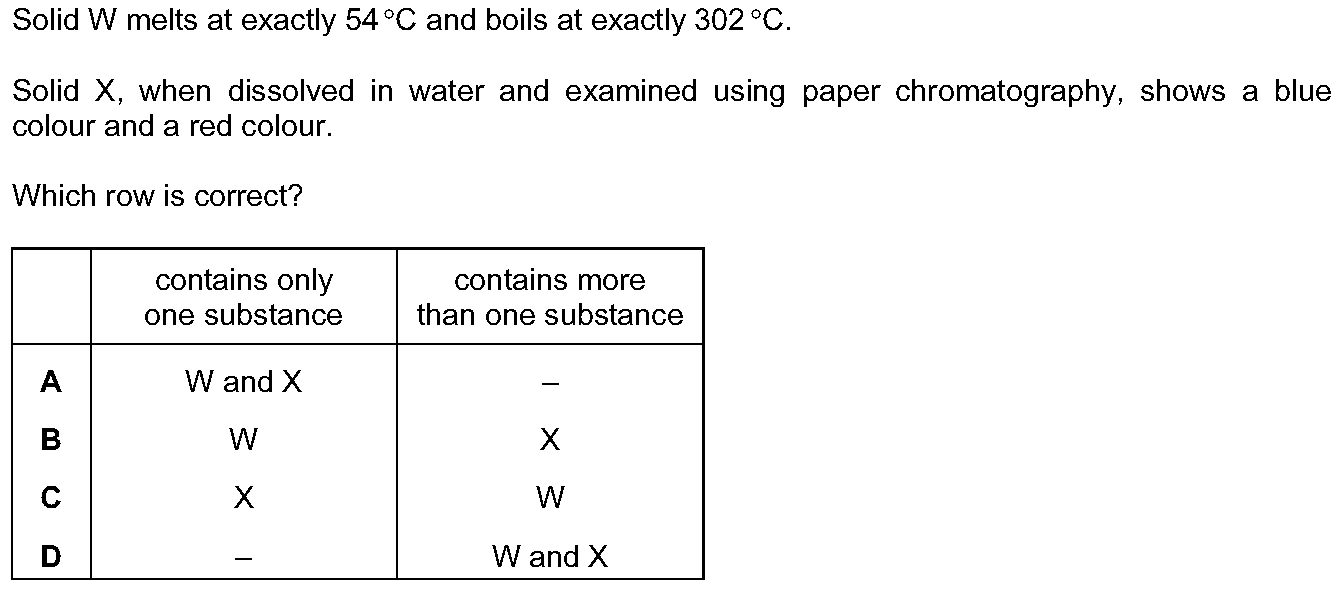 Solid W melts at exactly 54 °C and boils at exactly 302 °C.
Solid X, when dissolved in water and examined using paper chromatography, shows a blue
colour and a red colour.
Which row is correct?
contains only one substance contains more than one substance
A W and X –
B W X
C X W
D – W and X